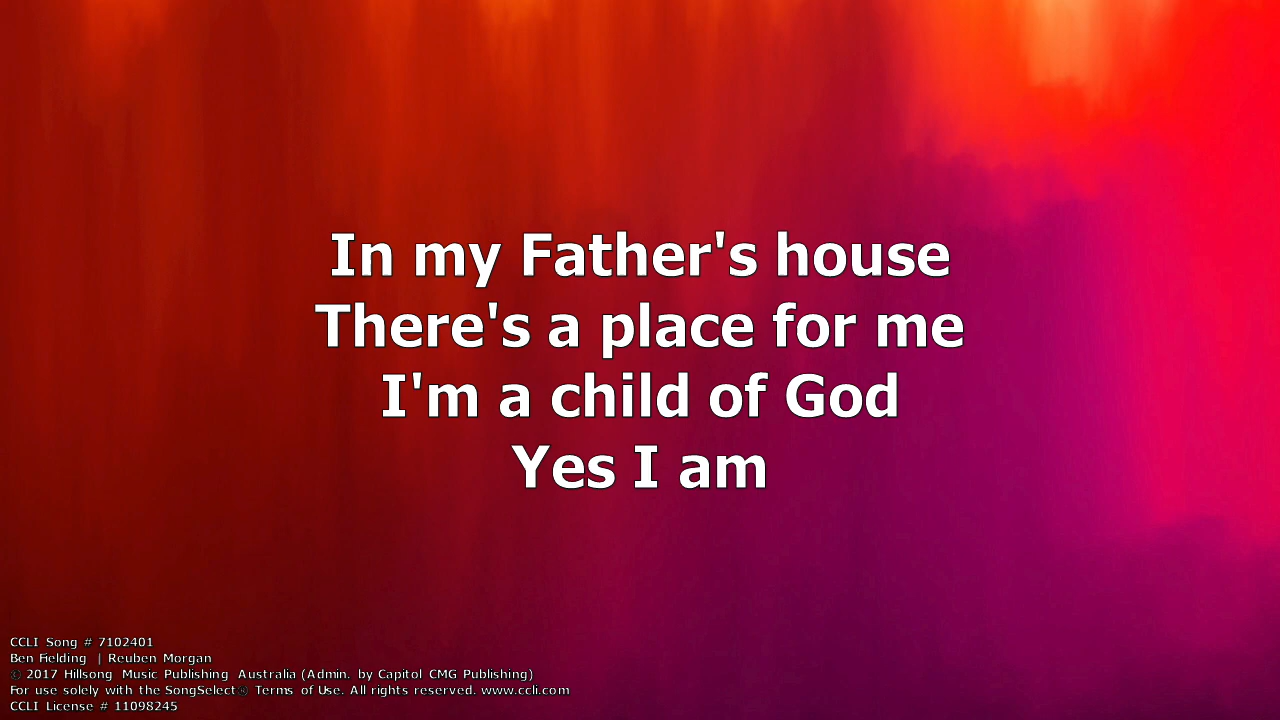 In my Father's house
There's a place for me
I'm a child of God
Yes I am
CCLI Song # 7102401
Ben Fielding | Reuben Morgan
© 2017 Hillsong Music Publishing Australia (Admin. by Capitol CMG Publishing)
For use solely with the SongSelect® Terms of Use. All rights reserved. www.ccli.com
CCLI License # 11098245